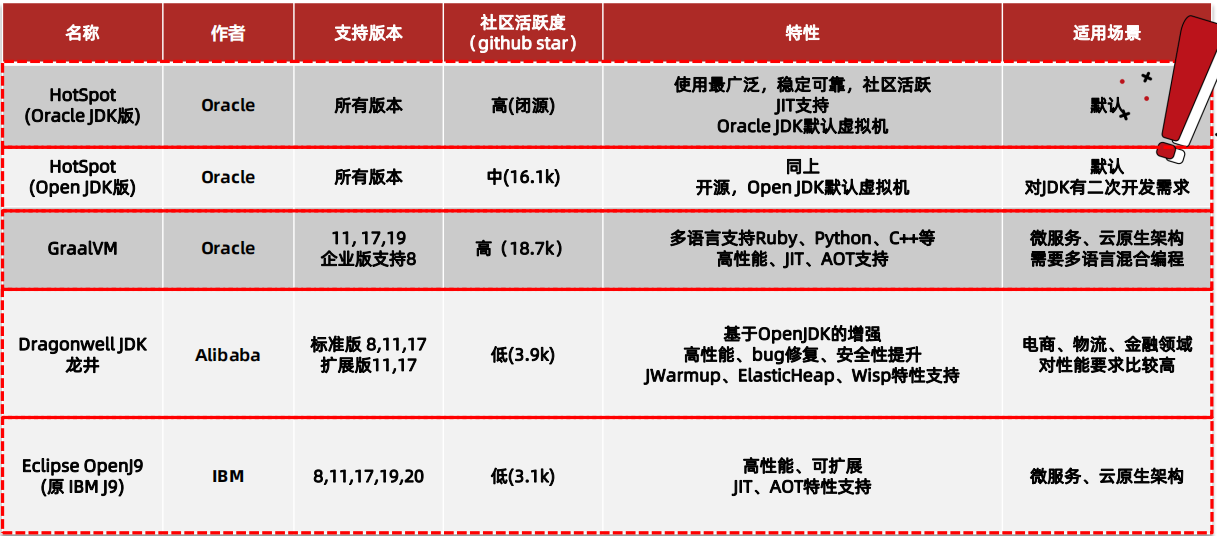 名称
作者
支持版本
社区活跃度
（github star）
特性
适用场景
HotSpot
(Oracle JDK版)
Oracle
所有版本
高(闭源)
使用最广泛，稳定可靠，社区活跃
JIT支持
Oracle JDK默认虚拟机
默认
HotSpot
(Open JDK版)
Oracle
所有版本
中(16.1k)
同上
开源，Open JDK默认虚拟机
默认
对JDK有二次开发需求
GraalVM
Oracle
11, 17,19
企业版支持8
高（18.7k）
多语言支持Ruby、Python、C++等
高性能、JIT、AOT支持
微服务、云原生架构
需要多语言混合编程
Dragonwell JDK
龙井
Alibaba
标准版 8,11,17
扩展版11,17
低(3.9k)
基于OpenJDK的增强
高性能、bug修复、安全性提升
JWarmup、ElasticHeap、Wisp特性支持
电商、物流、金融领域
对性能要求比较高
Eclipse OpenJ9
(原 IBM J9)
IBM
8,11,17,19,20
低(3.1k)
高性能、可扩展
JIT、AOT特性支持
微服务、云原生架构